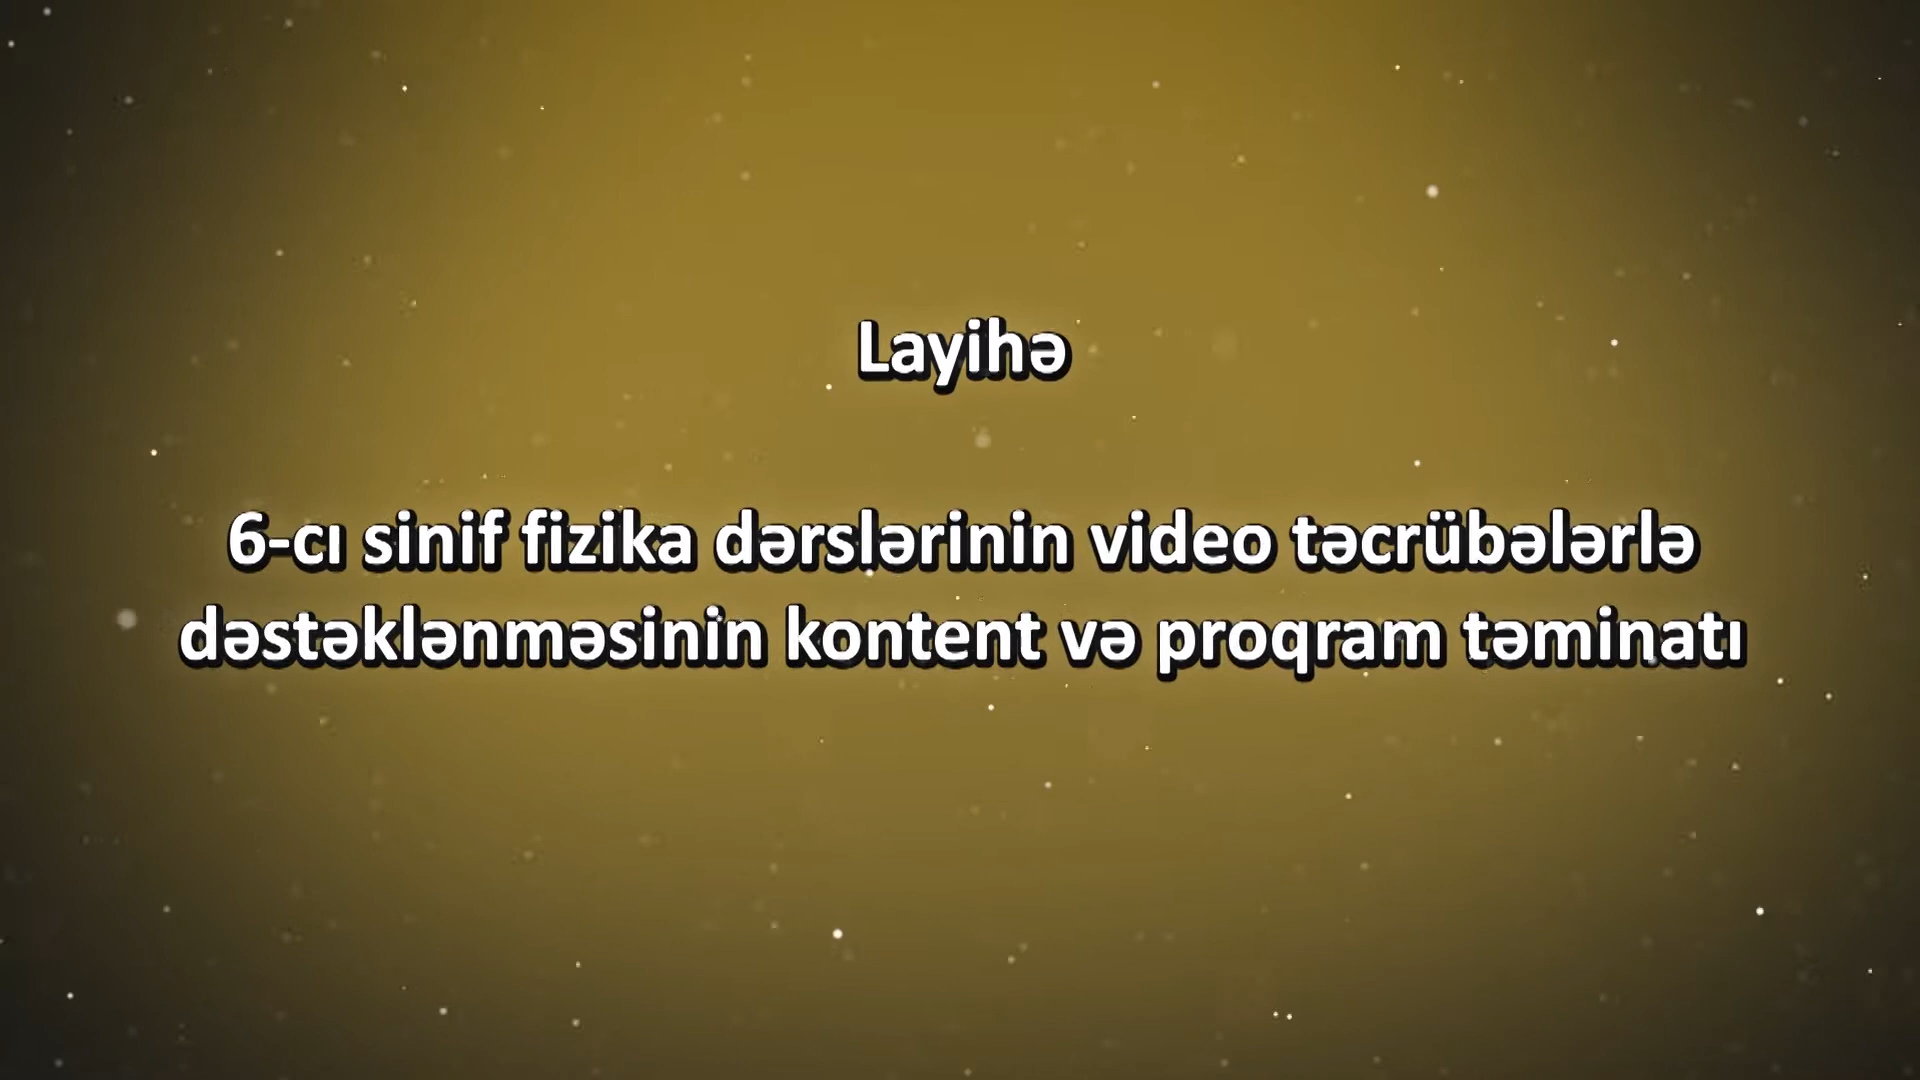 Layihə
6-cı sinif fizika dərslərinin video təcrübələrlə
dəstəklənməsinin kontent və proqram təminatı